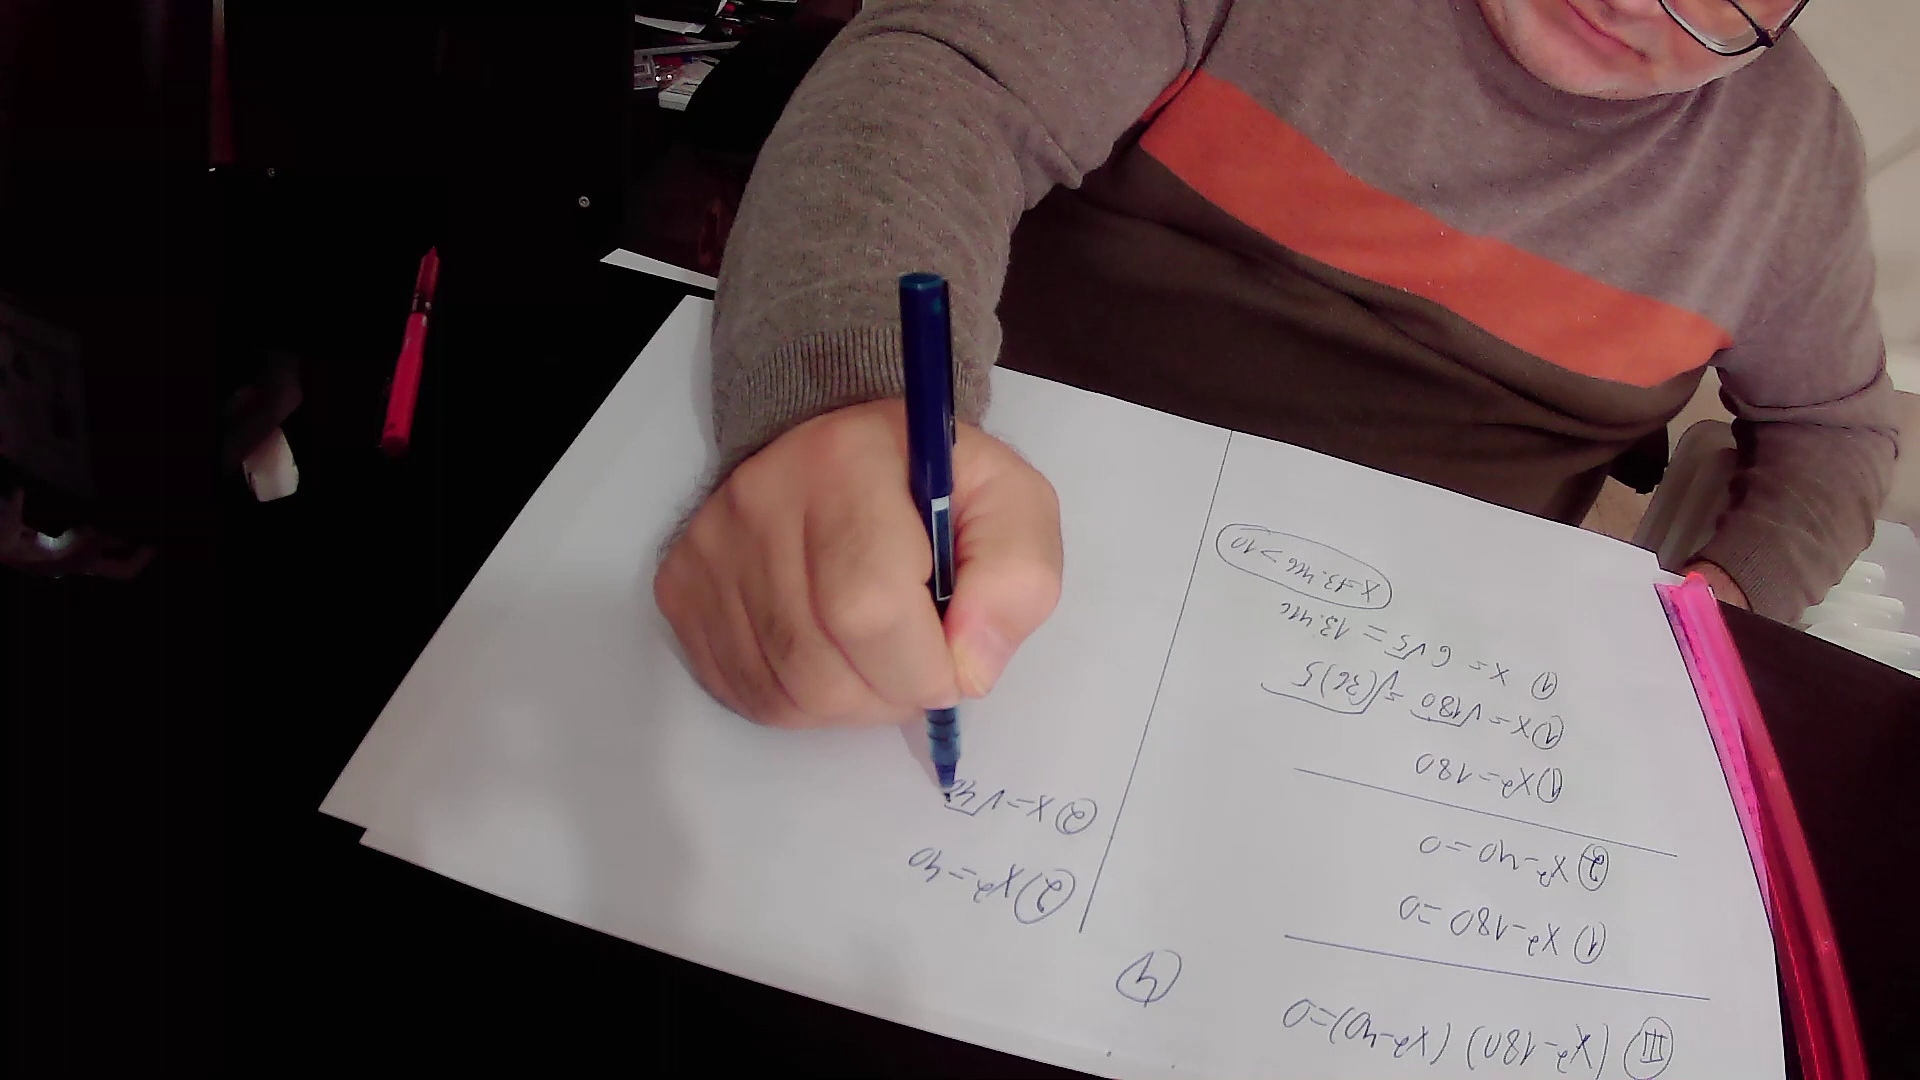 4
III (x²-180) (x²-40)=0
① x²-180=0
② x²-40=0
① x²=180
① x=√180=√(36)5
① x=6√5=13.416
x=13.416>10
② x²=40
② x=√40